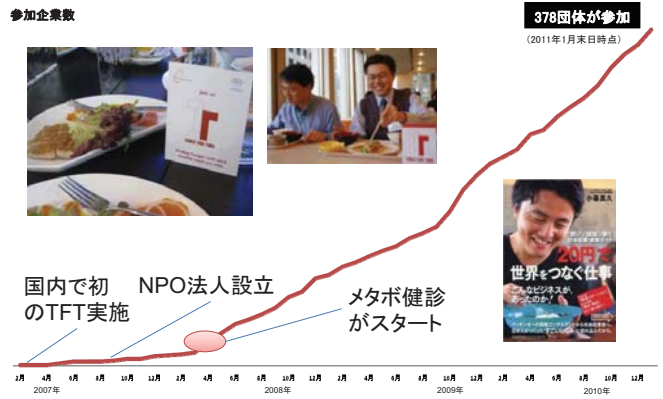 参加企業数
378団体が参加
(2011年1月末日時点)
TABLE FOR TWO
TABLE FOR TWO
小暮真久
20円で
世界をつなぐ仕事
こんなビジネスが、
あったのか!
国内で初
のTFT実施
NPO法人設立
メタボ健診
がスタート
2月 4月 6月 8月 10月 12月 2月 4月 6月 8月 10月 12月 2月 4月 6月 8月 10月 12月 2月 4月 6月 8月 10月 12月
2007年 2008年 2009年 2010年